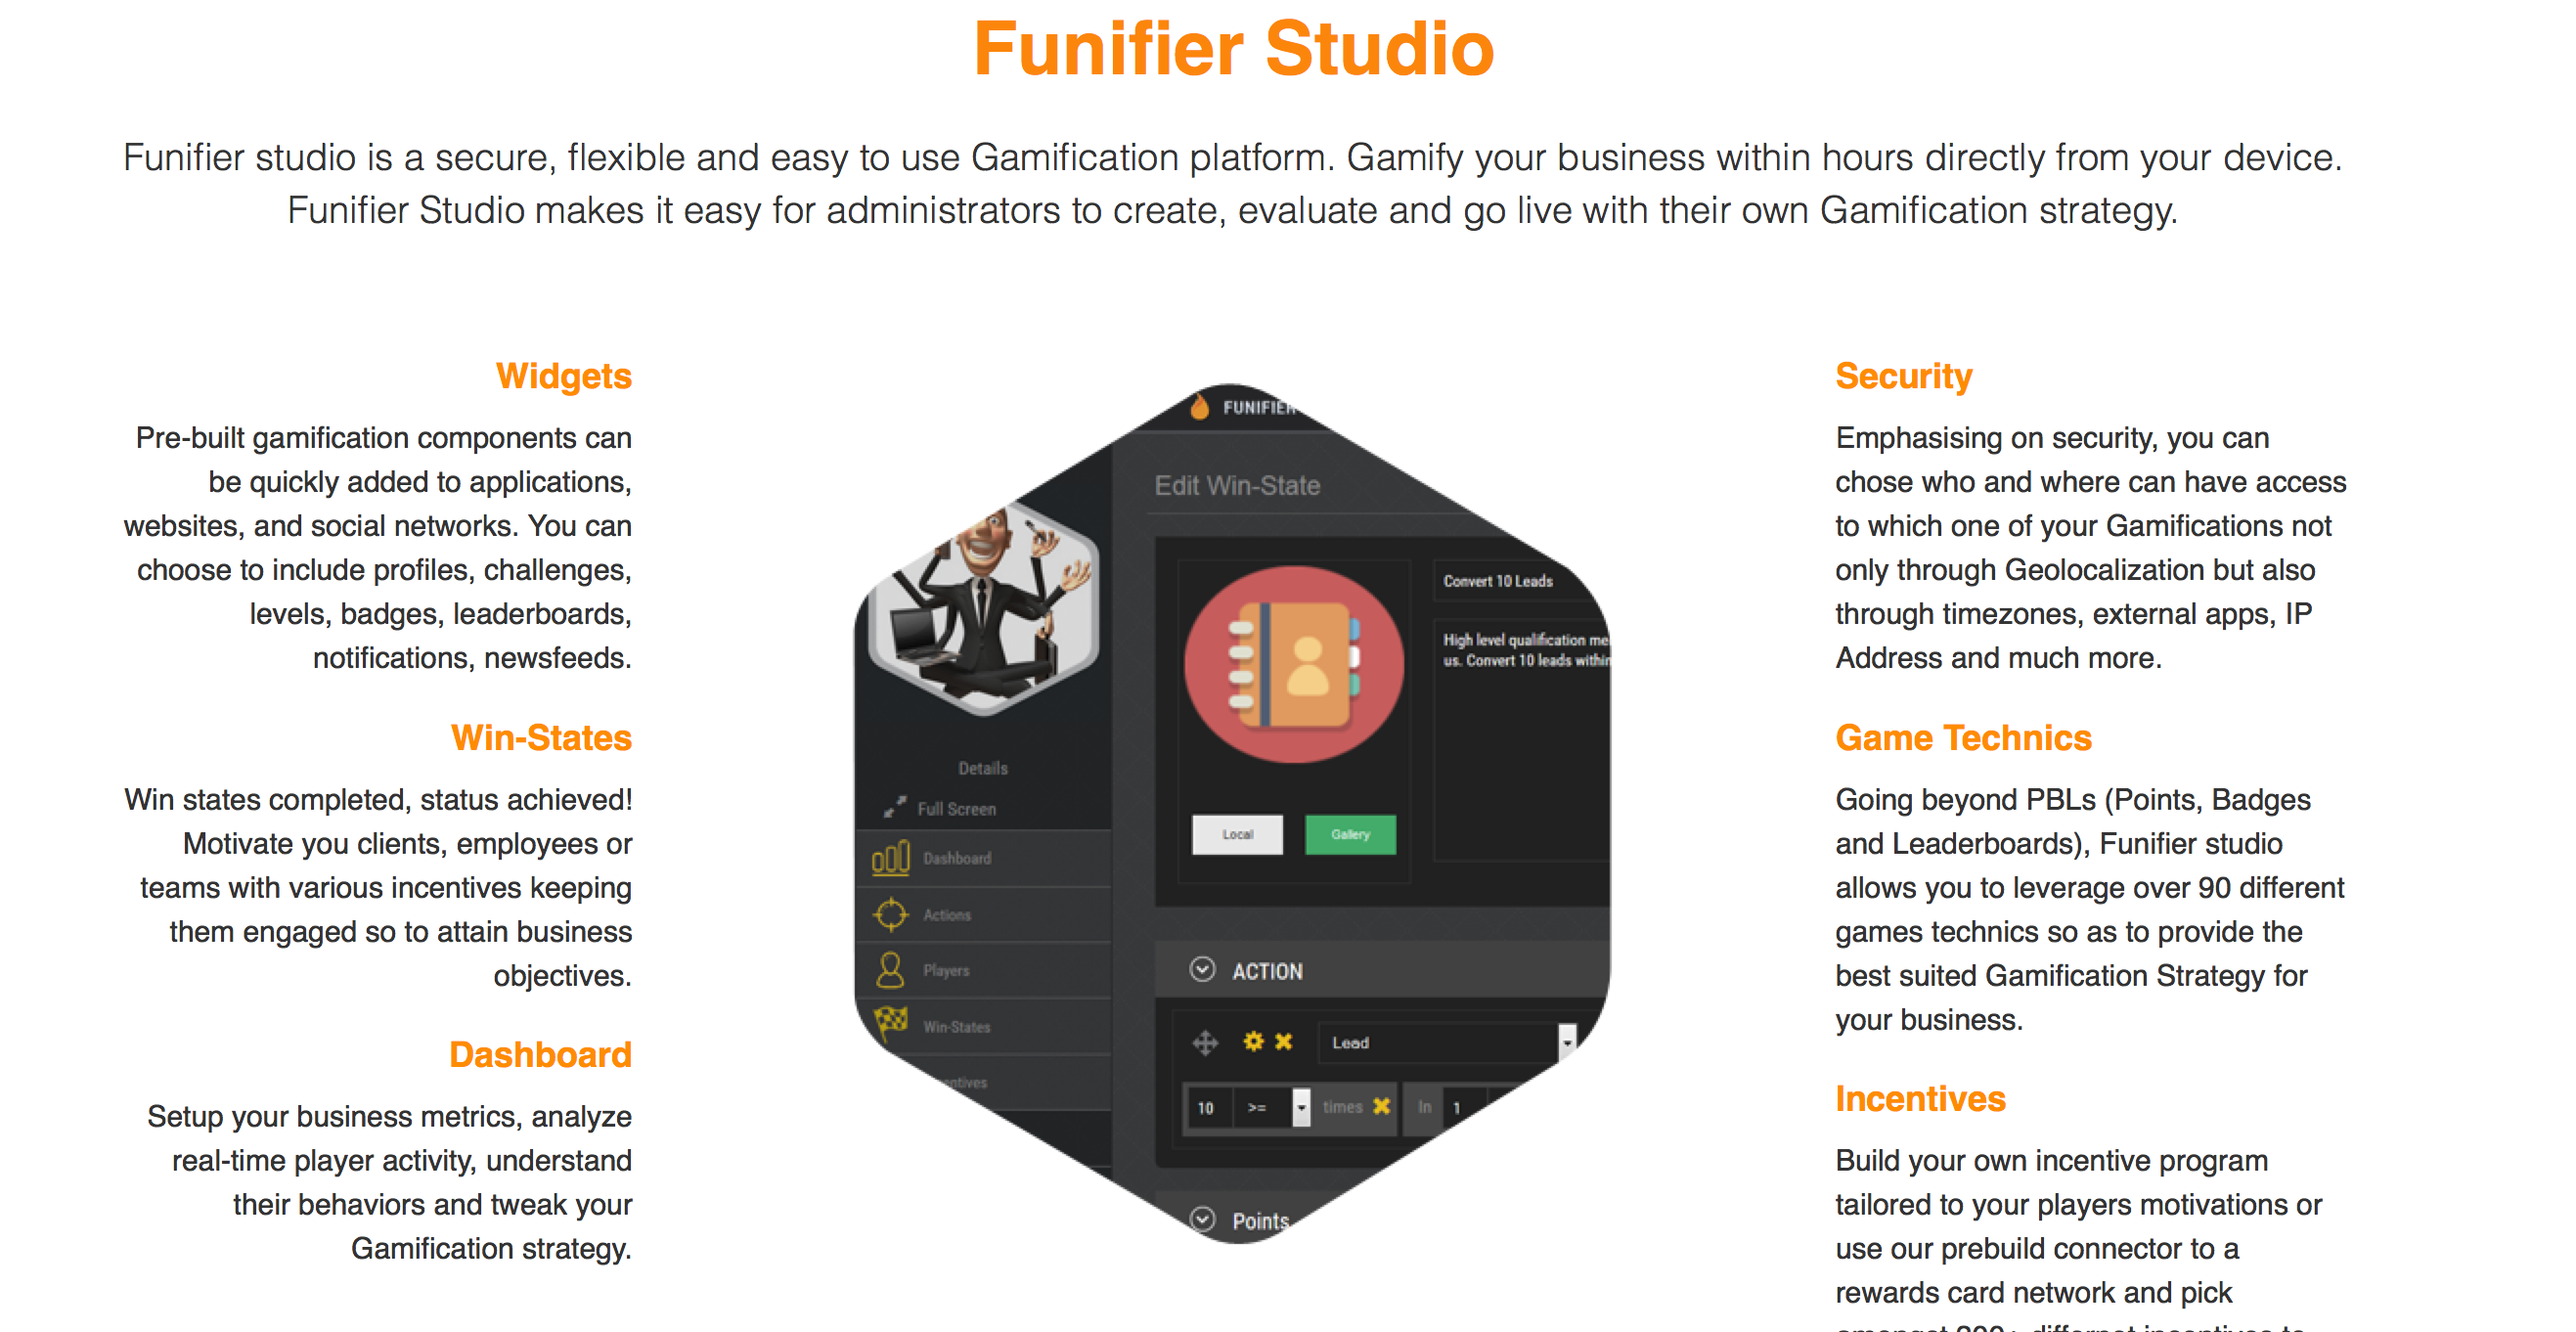 Funifier Studio
Funifier studio is a secure, flexible and easy to use Gamification platform. Gamify your business within hours directly from your device.
Funifier Studio makes it easy for administrators to create, evaluate and go live with their own Gamification strategy.
Widgets
Pre-built gamification components can
be quickly added to applications,
websites, and social networks. You can
choose to include profiles, challenges,
levels, badges, leaderboards,
notifications, newsfeeds.
Win-States
Win states completed, status achieved!
Motivate you clients, employees or
teams with various incentives keeping
them engaged so to attain business
objectives.
Dashboard
Setup your business metrics, analyze
real-time player activity, understand
their behaviors and tweak your
Gamification strategy.
FUNIFIER
Edit Win-State
Convert 10 Leads
High level qualification me
us. Convert 10 leads within
Local
Gallery
Details
Full Screen
Dashboard
Actions
Players
Win-States
entives
ACTION
Lead
10 >= times In 1
Points
Security
Emphasising on security, you can
chose who and where can have access
to which one of your Gamifications not
only through Geolocalization but also
through timezones, external apps, IP
Address and much more.
Game Technics
Going beyond PBLs (Points, Badges
and Leaderboards), Funifier studio
allows you to leverage over 90 different
games technics so as to provide the
best suited Gamification Strategy for
your business.
Incentives
Build your own incentive program
tailored to your players motivations or
use our prebuild connector to a
rewards card network and pick